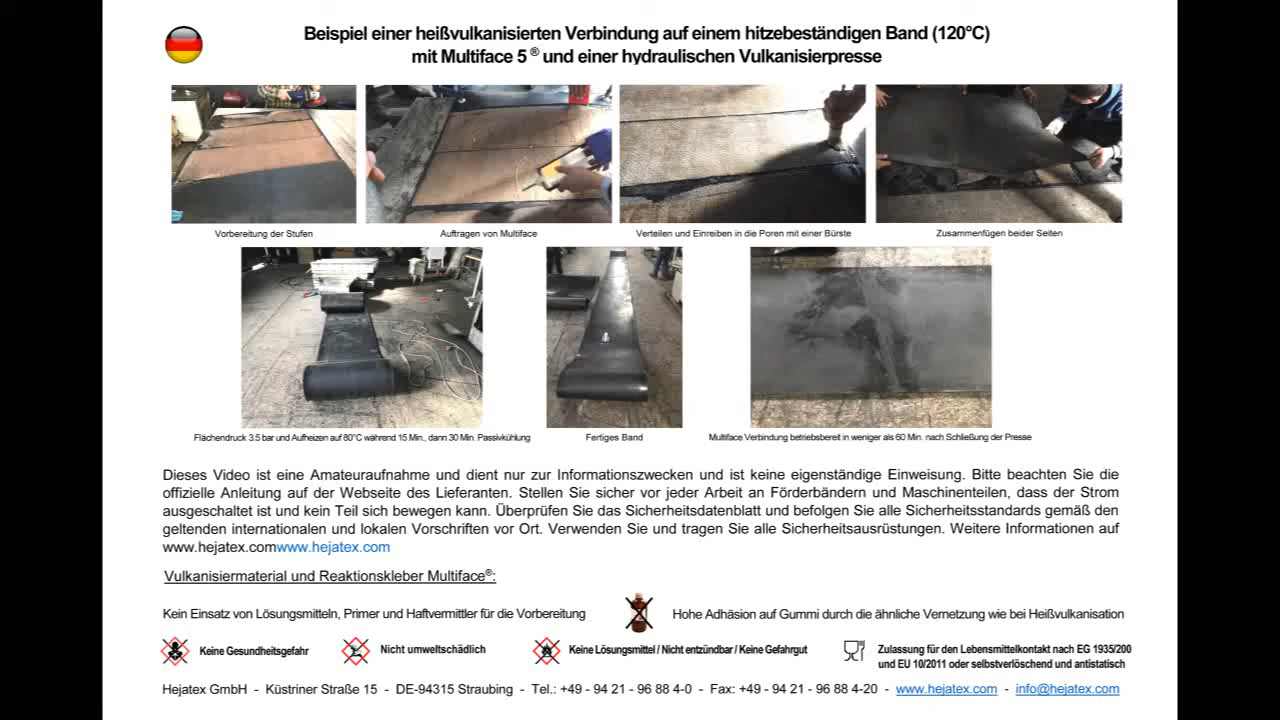 Beispiel einer heißvulkanisierten Verbindung auf einem hitzebeständigen Band (120°C)
mit Multiface 5 ® und einer hydraulischen Vulkanisierpresse
Vorbereitung der Stufen
Auftragen von Multiface
Verteilen und Einreiben in die Poren mit einer Bürste
Zusammenfügen beider Seiten
Flächendruck 3.5 bar und Aufheizen auf 80°C während 15 Min., dann 30 Min. Passivkühlung
Fertiges Band
Multiface Verbindung betriebsbereit in weniger als 60 Min. nach Schließung der Presse
Dieses Video ist eine Amateuraufnahme und dient nur zur Informationszwecken und ist keine eigenständige Einweisung. Bitte beachten Sie die
offizielle Anleitung auf der Webseite des Lieferanten. Stellen Sie sicher vor jeder Arbeit an Förderbändern und Maschinenteilen, dass der Strom
ausgeschaltet ist und kein Teil sich bewegen kann. Überprüfen Sie das Sicherheitsdatenblatt und befolgen Sie alle Sicherheitsstandards gemäß den
geltenden internationalen und lokalen Vorschriften vor Ort. Verwenden Sie und tragen Sie alle Sicherheitsausrüstungen. Weitere Informationen auf
www.hejatex.comwww.hejatex.com
Vulkanisiermaterial und Reaktionskleber Multiface®:
Kein Einsatz von Lösungsmitteln, Primer und Haftvermittler für die Vorbereitung
Hohe Adhäsion auf Gummi durch die ähnliche Vernetzung wie bei Heißvulkanisation
Keine Gesundheitsgefahr
Nicht umweltschädlich
Keine Lösungsmittel / Nicht entzündbar / Keine Gefahrgut
Zulassung für den Lebensmittelkontakt nach EG 1935/200
und EU 10/2011 oder selbstverlöschend und antistatisch
Hejatex GmbH - Küstriner Straße 15 - DE-94315 Straubing - Tel.: +49 - 94 21 - 96 88 4-0 - Fax: +49 - 94 21 - 96 88 4-20 - www.hejatex.com - info@hejatex.com